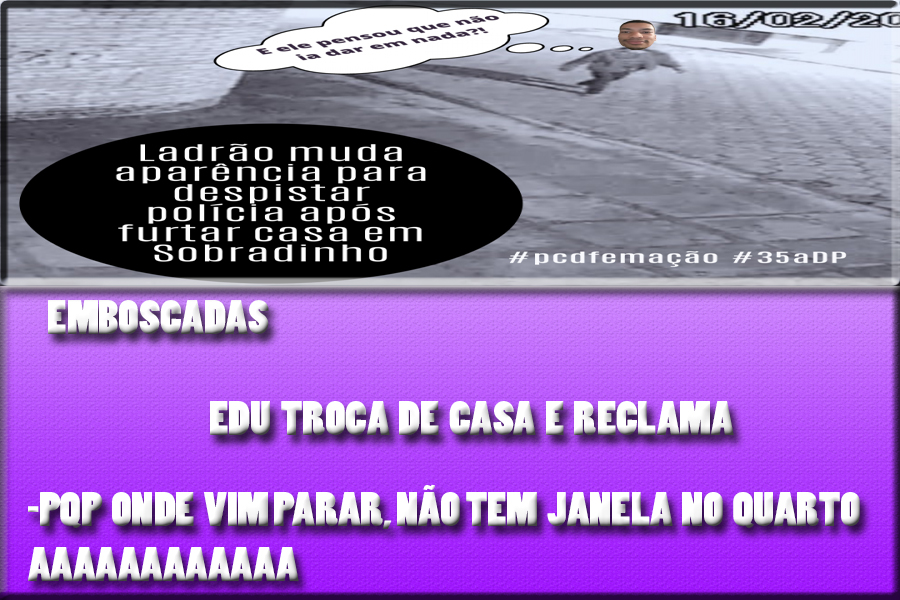 16/02/20
E ele pensou que não
ia dar em nada?!
Ladrão muda
aparência para
despistar
polícia após
furtar casa em
Sobradinho
#pcdfemação #35aDP
EMBOSCADAS
EDU TROCA DE CASA E RECLAMA
-PQP ONDE VIM PARAR, NÃO TEM JANELA NO QUARTO
AAAAAAAAAAAA